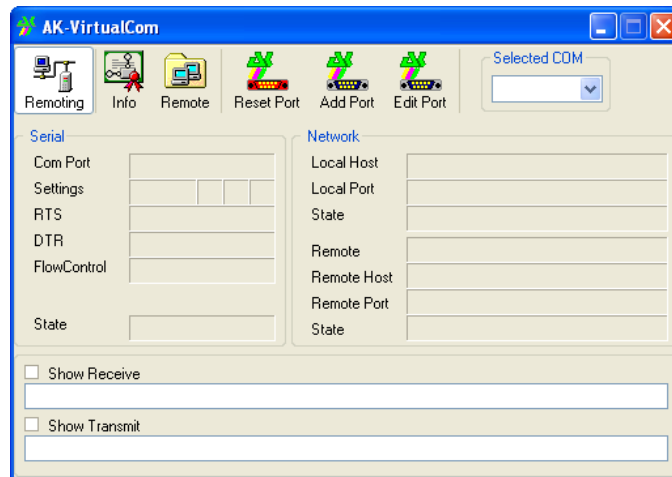 AK-VirtualCom
Remoting Info Remote Reset Port Add Port Edit Port
Selected COM
Serial
Com Port
Settings
RTS
DTR
FlowControl
State
Network
Local Host
Local Port
State
Remote
Remote Host
Remote Port
State
Show Receive
Show Transmit